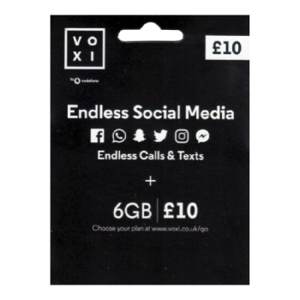 VO
XI
£10
by vodafone
Endless Social Media
Endless Calls & Texts
+
6GB | £10
Choose your plan at www.voxi.co.uk/go